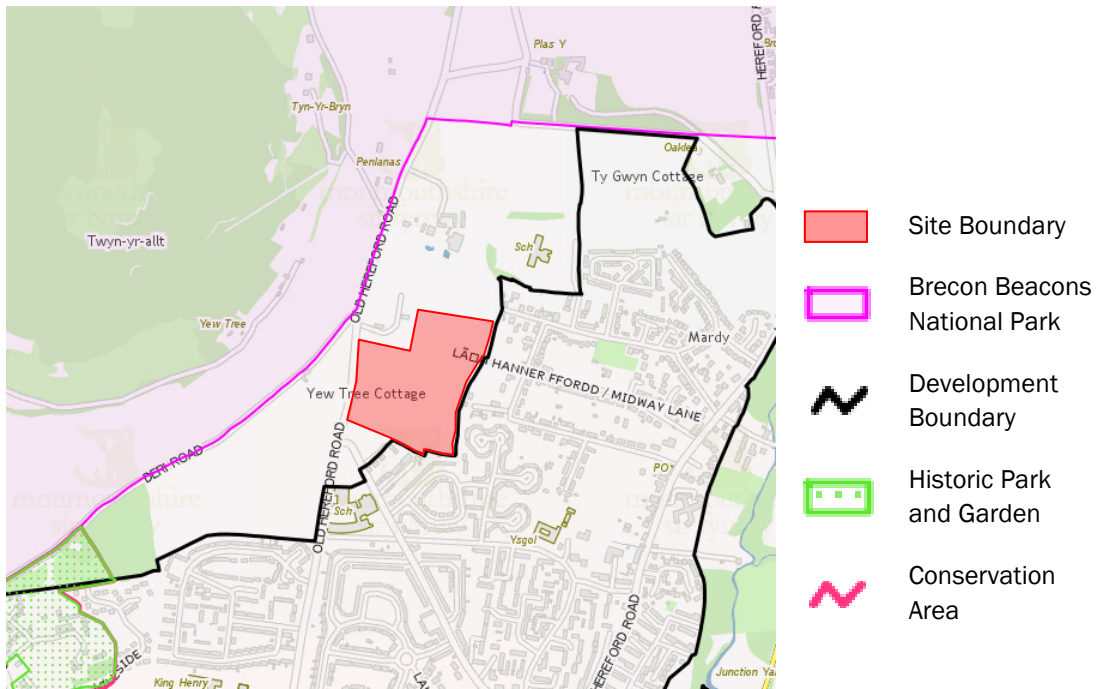 Plas Y
HEREFORD
Tyn-Yr-Bryn
Penlanas
Oaklea
Ty Gwyn Cottage
Twyn-yr-allt
OLD HEREFORD ROAD
Sch
Yew Tree
Mardy
LÃ HANNER FFORDD / MIDWAY LANE
Yew Tree Cottage
DERI ROAD
OLD HEREFORD ROAD
Sch
PO
Ysgol
HEREFORD ROAD
King Henry
Junction Ya
Site Boundary
Brecon Beacons
National Park
Development
Boundary
Historic Park
and Garden
Conservation
Area